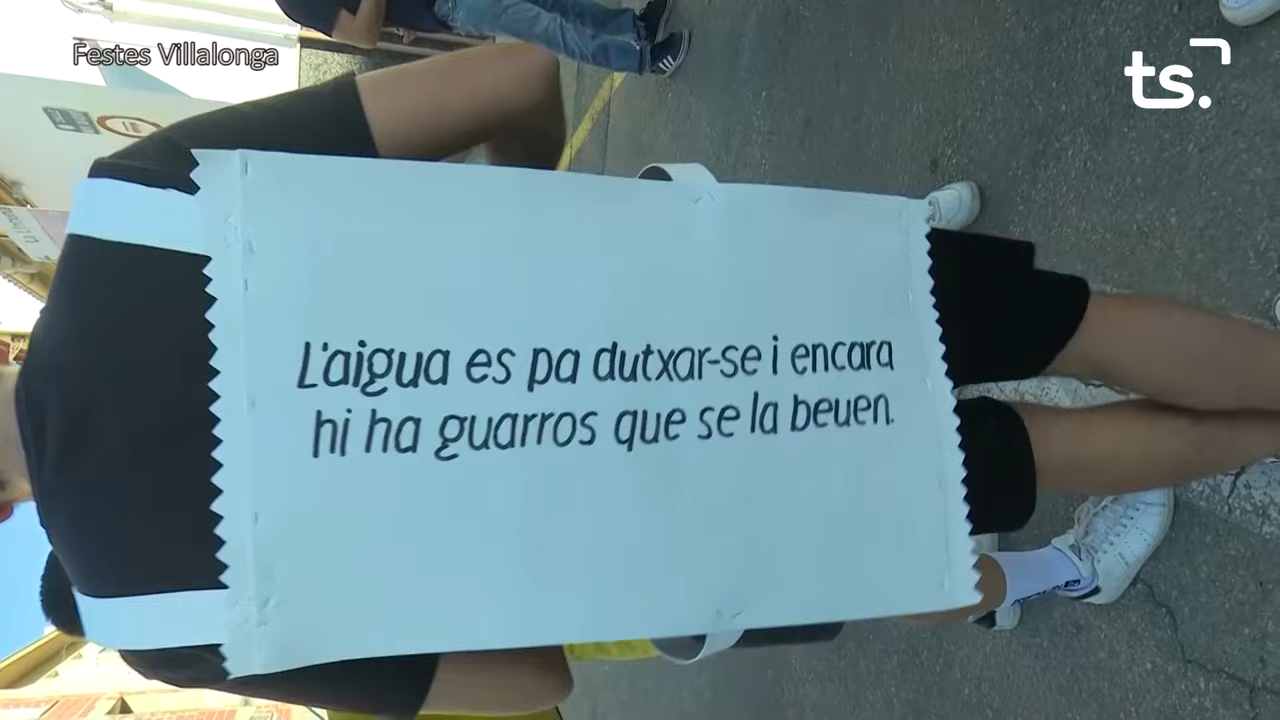 Festes Villalonga
ts.
L'aigua es pa dutxar-se i encara
hi ha guarros que se la beuen.